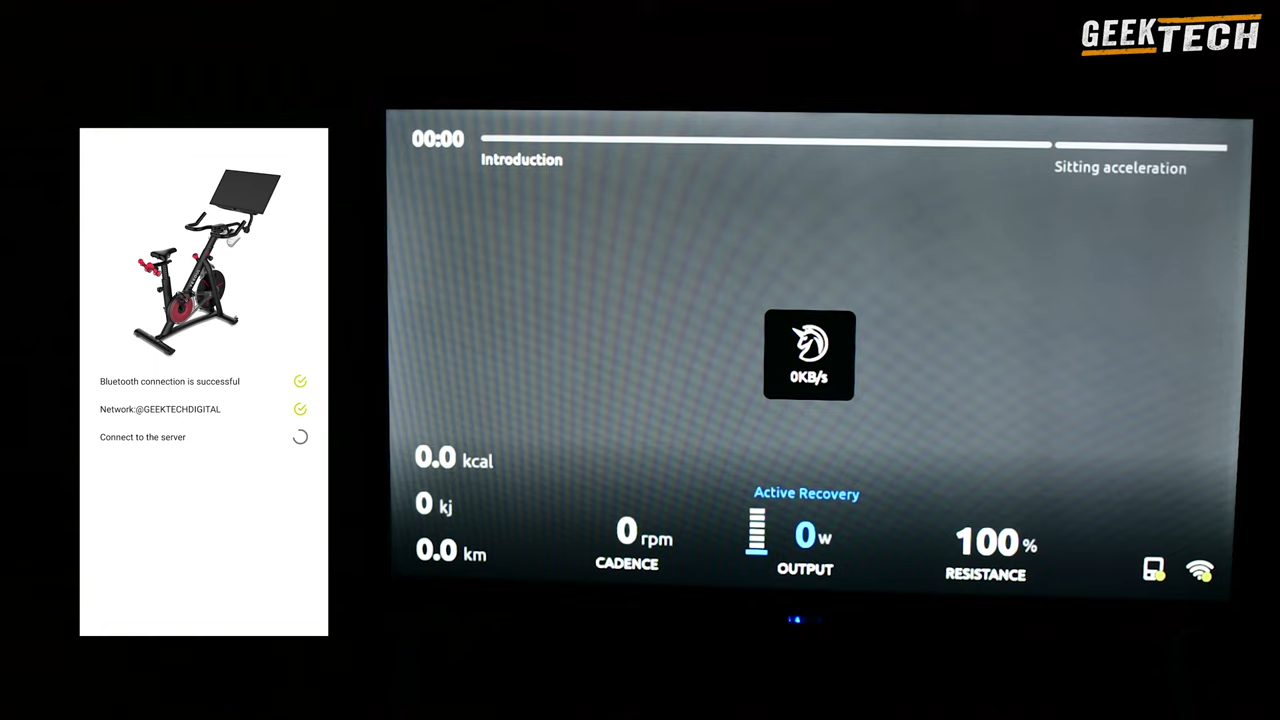 GEEKTECH
Bluetooth connection is successful
Network:@GEEKTECHDIGITAL
Connect to the server
00:00
Introduction
Sitting acceleration
0KB/s
0.0 kcal
0 kj
0.0 km
0 rpm
CADENCE
Active Recovery
0 w
OUTPUT
100 %
RESISTANCE